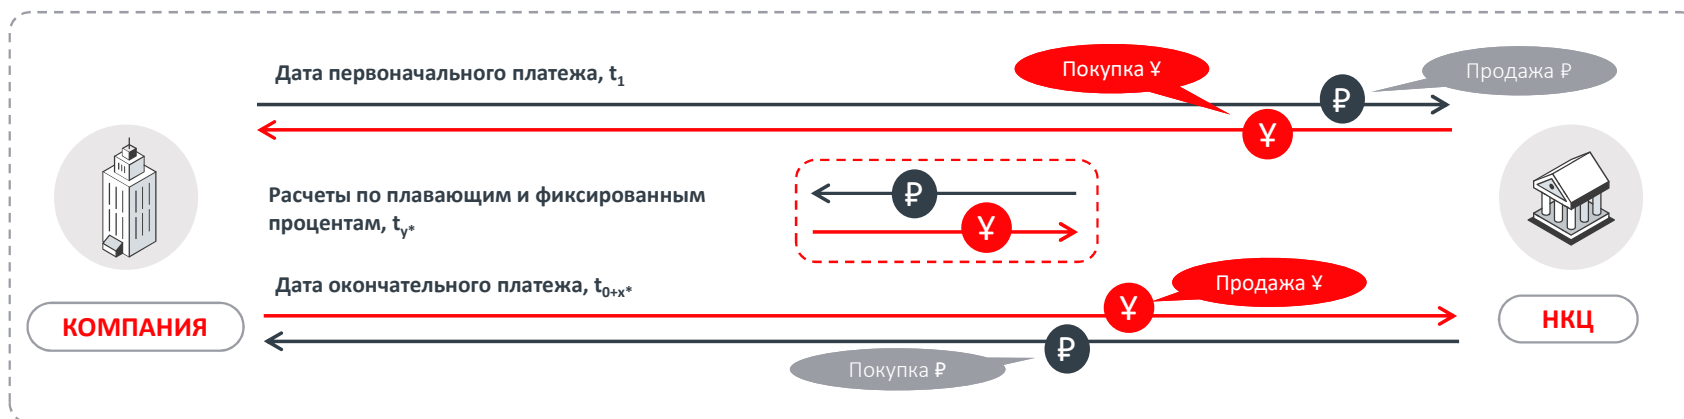 Дата первоначального платежа, t1
Покупка ¥
Продажа ₽
₽
¥
Расчеты по плавающим и фиксированным
процентам, ty*
₽
¥
Дата окончательного платежа, t0+x*
¥
Продажа ¥
КОМПАНИЯ
НКЦ
₽
Покупка ₽